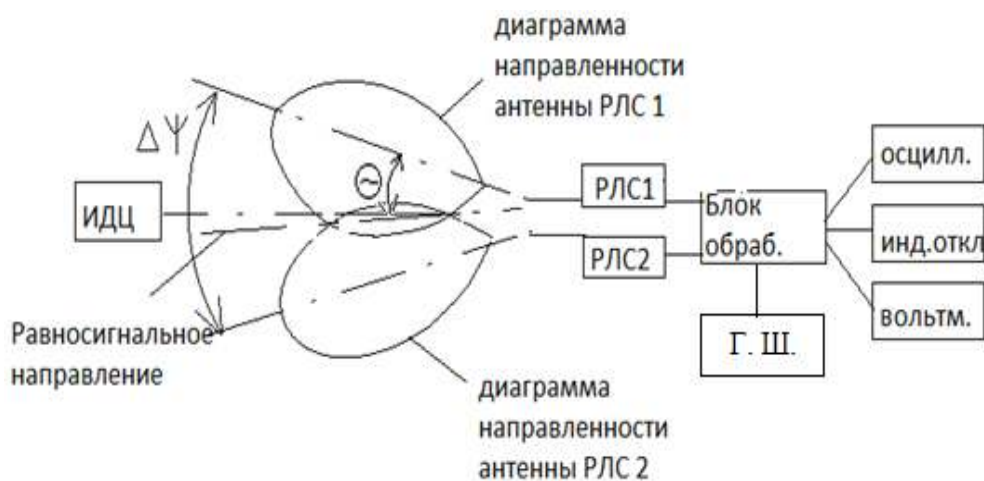 диаграмма
направленности
антенны РЛС 1
Δ Ψ
Θ
ИДЦ
РЛС1
РЛС2
Блок
обраб.
осцилл.
инд.откл
вольтм.
Г. Ш.
Равносигнальное
направление
диаграмма
направленности
антенны РЛС 2